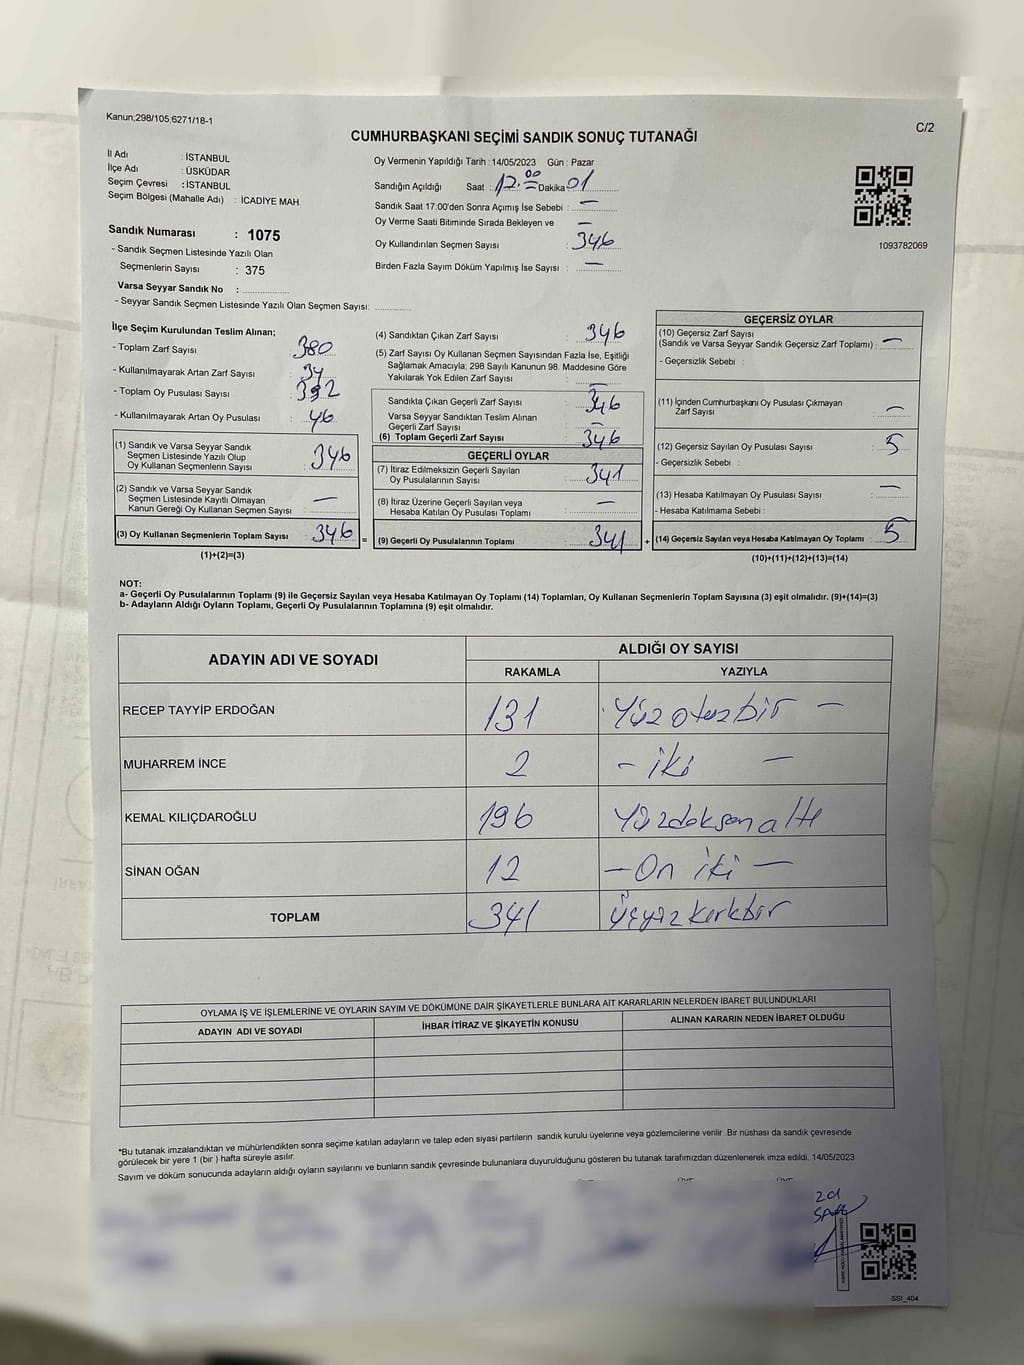 Kanun;298/105;6271/18-1
C/2
CUMHURBAŞKANI SEÇİMİ SANDIK SONUÇ TUTANAĞI
İl Adı : İSTANBUL
İlçe Adı : ÜSKÜDAR
Seçim Çevresi : İSTANBUL
Seçim Bölgesi (Mahalle Adı) : İCADİYE MAH.
Sandık Numarası : 1075
- Sandık Seçmen Listesinde Yazılı Olan
Seçmenlerin Sayısı : 375
Varsa Seyyar Sandık No :
- Seyyar Sandık Seçmen Listesinde Yazılı Olan Seçmen Sayısı:
Oy Vermenin Yapıldığı Tarih : 14/05/2023 Gün : Pazar
Sandığın Açıldığı Saat : 17.00 Dakika 01
Sandık Saat 17.00'den Sonra Açımış İse Sebebi : —
Oy Verme Saati Bitiminde Sırada Bekleyen ve —
Oy Kullandırılan Seçmen Sayısı : 346
Birden Fazla Sayım Döküm Yapılmış İse Sayısı : —
1093782069
İlçe Seçim Kurulundan Teslim Alınan;
- Toplam Zarf Sayısı 380
- Kullanılmayarak Artan Zarf Sayısı : 34
- Toplam Oy Pusulası Sayısı : 392
- Kullanılmayarak Artan Oy Pusulası : 46
(1) Sandık ve Varsa Seyyar Sandık
Seçmen Listesinde Yazılı Olup
Oy Kullanan Seçmenlerin Sayısı : 346
(2) Sandık ve Varsa Seyyar Sandık
Seçmen Listesinde Kayıtlı Olmayan
Kanun Gereği Oy Kullanan Seçmen Sayısı : —
(3) Oy Kullanan Seçmenlerin Toplam Sayısı : 346 =
(1)+(2)=(3)
(4) Sandıktan Çıkan Zarf Sayısı : 346
(5) Zarf Sayısı Oy Kullanan Seçmen Sayısından Fazla İse, Eşitliği
Sağlamak Amacıyla; 298 Sayılı Kanunun 98. Maddesine Göre
Yakılarak Yok Edilen Zarf Sayısı : —
Sandıkta Çıkan Geçerli Zarf Sayısı : 346
Varsa Seyyar Sandıktan Teslim Alınan
Geçerli Zarf Sayısı : —
(6) Toplam Geçerli Zarf Sayısı : 346
GEÇERLİ OYLAR
(7) İtiraz Edilmeksizin Geçerli Sayılan
Oy Pusulalarının Sayısı : 341
(8) İtiraz Üzerine Geçerli Sayılan veya
Hesaba Katılan Oy Pusulası Toplamı : —
(9) Geçerli Oy Pusulalarının Toplamı : 341 +
GEÇERSİZ OYLAR
(10) Geçersiz Zarf Sayısı
(Sandık ve Varsa Seyyar Sandık Geçersiz Zarf Toplamı) : —
- Geçersizlik Sebebi :
(11) İçinden Cumhurbaşkanı Oy Pusulası Çıkmayan
Zarf Sayısı : —
(12) Geçersiz Sayılan Oy Pusulası Sayısı : 5
- Geçersizlik Sebebi :
(13) Hesaba Katılmayan Oy Pusulası Sayısı : —
- Hesaba Katılmama Sebebi :
(14) Geçersiz Sayılan veya Hesaba Katılmayan Oy Toplamı : 5
(10)+(11)+(12)+(13)=(14)
NOT:
a- Geçerli Oy Pusulalarının Toplamı (9) ile Geçersiz Sayılan veya Hesaba Katılmayan Oy Toplamı (14) Toplamları, Oy Kullanan Seçmenlerin Toplam Sayısına (3) eşit olmalıdır. (9)+(14)=(3)
b- Adayların Aldığı Oyların Toplamı, Geçerli Oy Pusulalarının Toplamına (9) eşit olmalıdır.
ADAYIN ADI VE SOYADI ALDIĞI OY SAYISI
RAKAMLA YAZIYLA
RECEP TAYYİP ERDOĞAN 131 Yüzotuzbir —
MUHARREM İNCE 2 — iki —
KEMAL KILIÇDAROĞLU 196 Yüzdoksanaltı
SİNAN OĞAN 12 — On iki —
TOPLAM 341 Üçyüzkırkbir
OYLAMA İŞ VE İŞLEMLERİNE VE OYLARIN SAYIM VE DÖKÜMÜNE DAİR ŞİKAYETLERLE BUNLARA AİT KARARLARIN NELERDEN İBARET BULUNDUKLARI
ADAYIN ADI VE SOYADI İHBAR İTİRAZ VE ŞİKAYETİN KONUSU ALINAN KARARIN NEDEN İBARET OLDUĞU
*Bu tutanak imzalandıktan ve mühürlendikten sonra seçime katılan adayların ve talep eden siyasi partilerin sandık kurulu üyelerine veya gözlemcilerine verilir. Bir nüshası da sandık çevresinde
görülecek bir yere 1 (bir ) hafta süreyle asılır.
Sayım ve döküm sonucunda adayların aldığı oyların sayılarını ve bunların sandık çevresinde bulunanlara duyurulduğunu gösteren bu tutanak tarafımızdan düzenlenerek imza edildi. 14/05/2023
ISSI_404